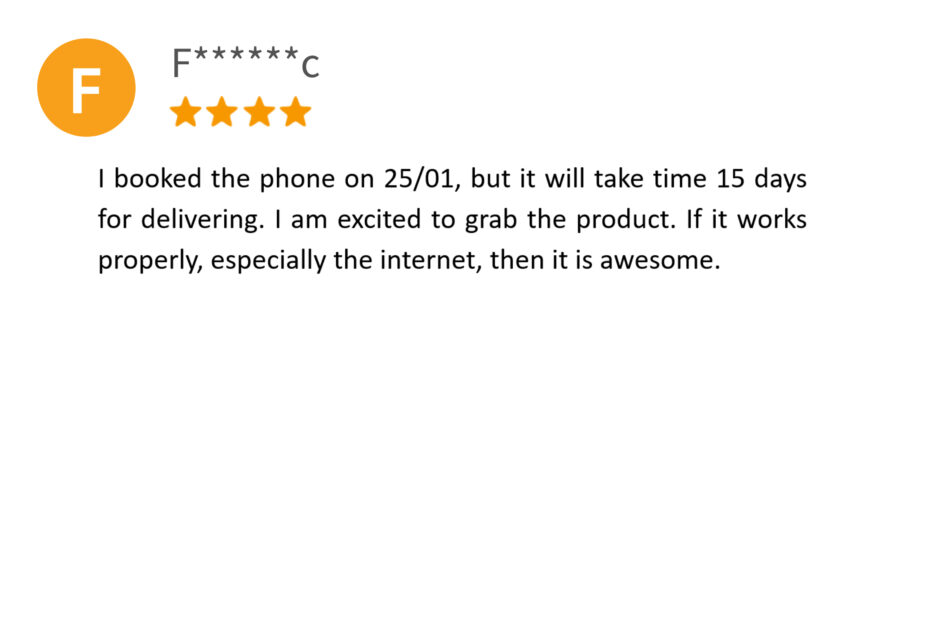 F
F******c
I booked the phone on 25/01, but it will take time 15 days
for delivering. I am excited to grab the product. If it works
properly, especially the internet, then it is awesome.